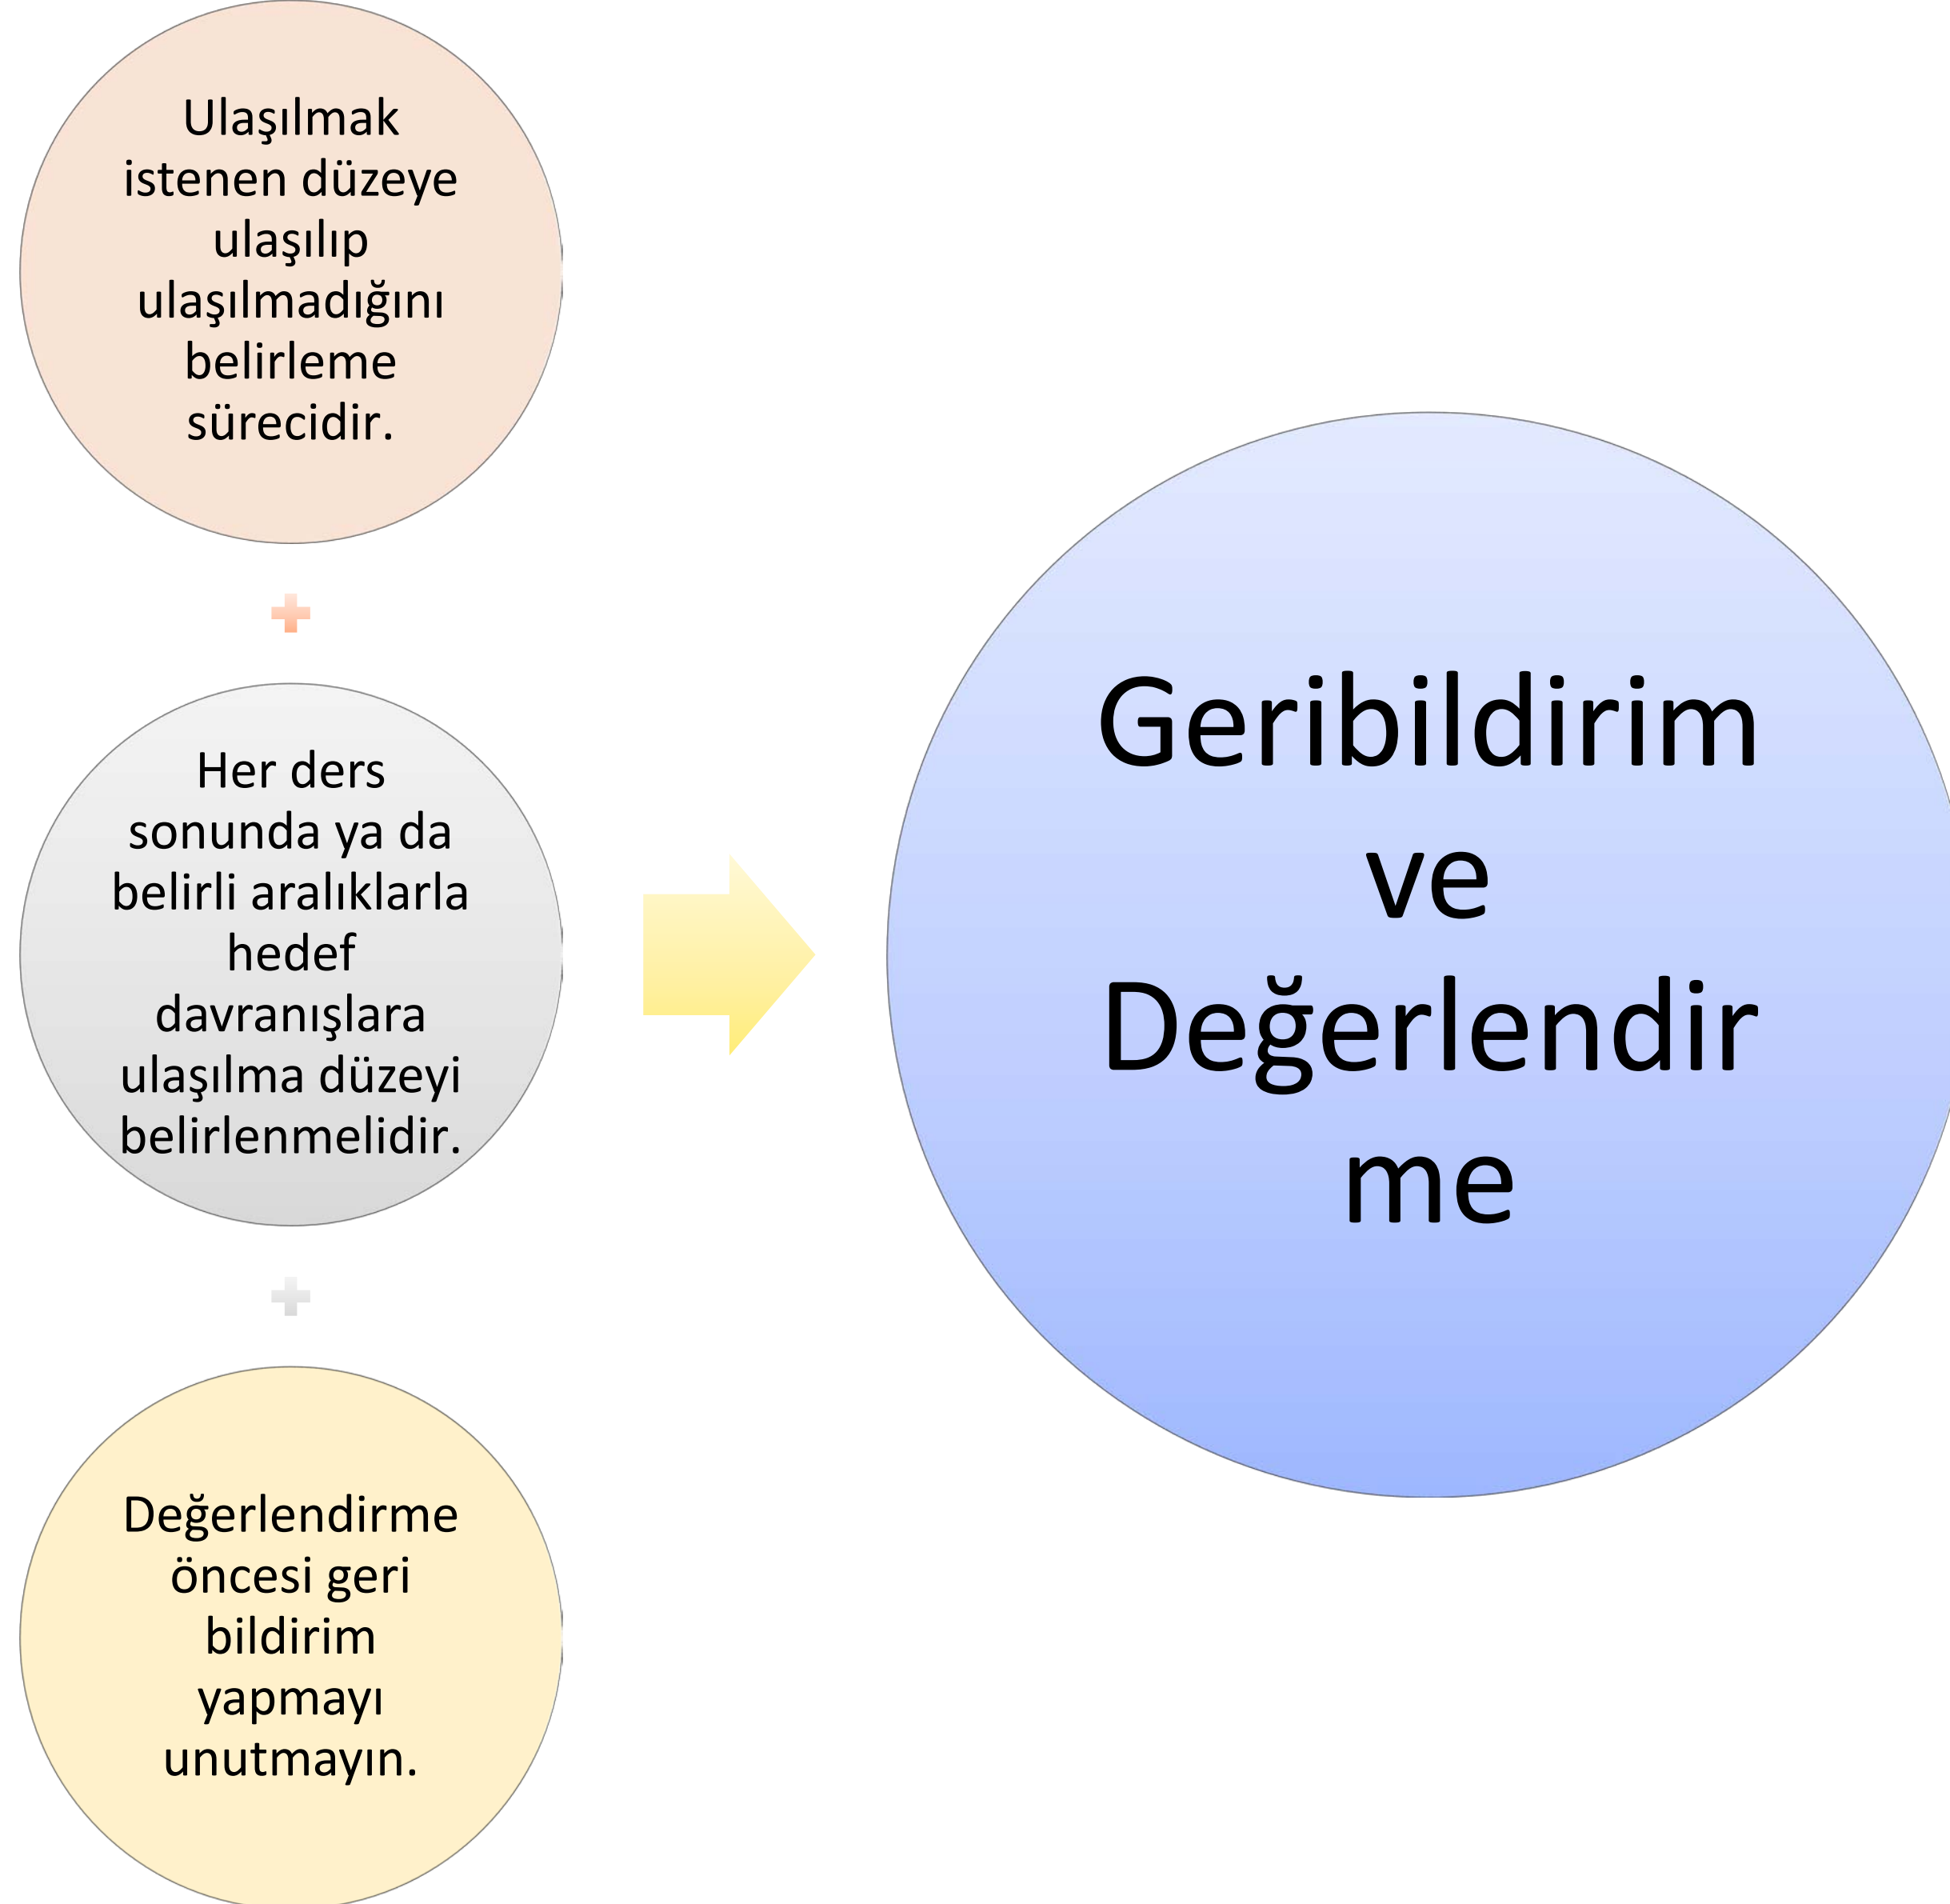 Ulaşılmak
istenen düzeye
ulaşılıp
ulaşılmadığını
belirleme
sürecidir.
Her ders
sonunda ya da
belirli aralıklarla
hedef
davranışlara
ulaşılma düzeyi
belirlenmelidir.
Değerlendirme
öncesi geri
bildirim
yapmayı
unutmayın.
Geribildirim
ve
Değerlendir
me